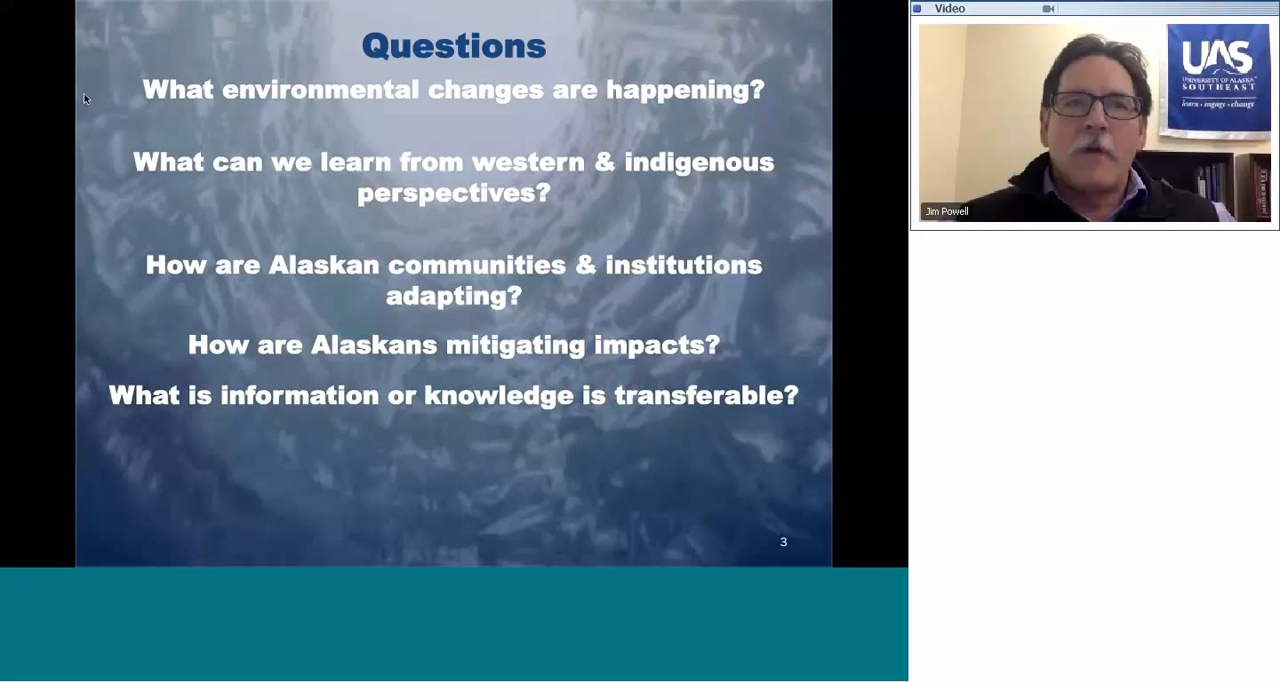 Questions
What environmental changes are happening?
What can we learn from western & indigenous
perspectives?
How are Alaskan communities & institutions
adapting?
How are Alaskans mitigating impacts?
What is information or knowledge is transferable?
3
Video
UAS
UNIVERSITY OF ALASKA
SOUTHEAST
learn • engage • change
Jim Powell